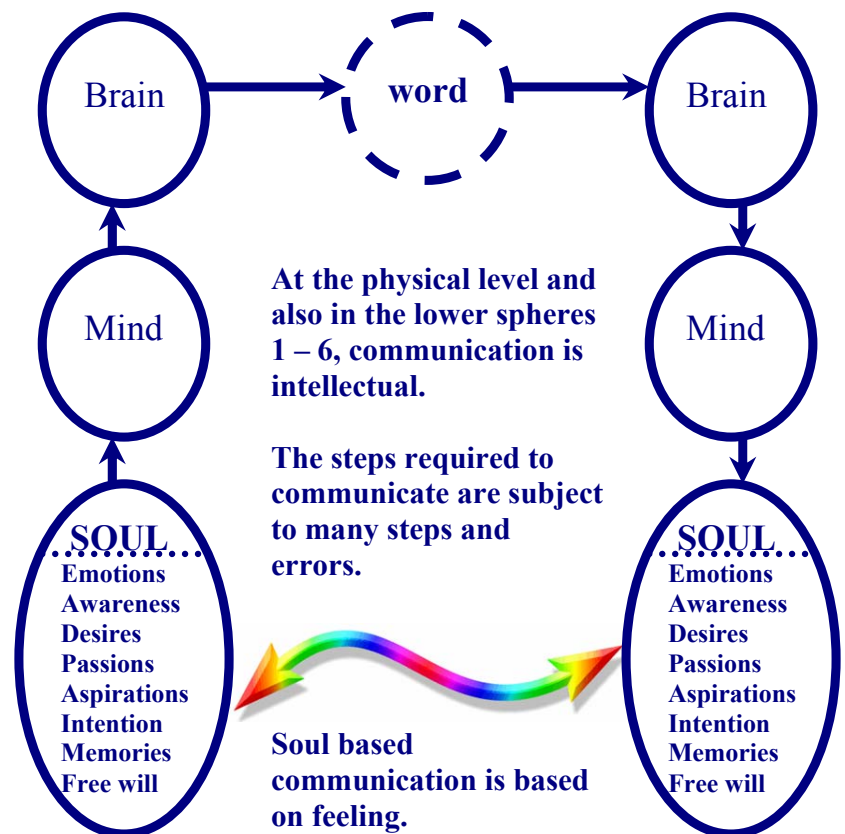 Brain
word
Brain
Mind
At the physical level and
also in the lower spheres
1 – 6, communication is
intellectual.
The steps required to
communicate are subject
to many steps and
errors.
Mind
SOUL
Emotions
Awareness
Desires
Passions
Aspirations
Intention
Memories
Free will
Soul based
communication is based
on feeling.
SOUL
Emotions
Awareness
Desires
Passions
Aspirations
Intention
Memories
Free will